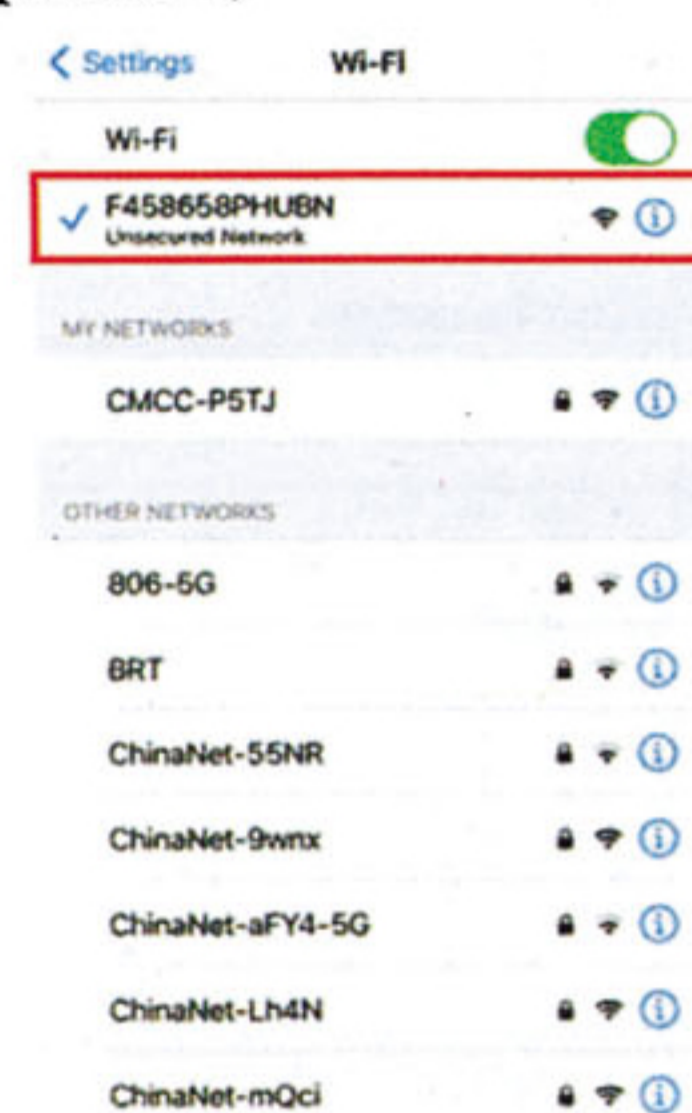 Settings
Wi-Fi
Wi-Fi
F458658PHUBN
Unsecured Network
MY NETWORKS
CMCC-P5TJ
OTHER NETWORKS
806-5G
BRT
ChinaNet-55NR
ChinaNet-9wnx
ChinaNet-aFY4-5G
ChinaNet-Lh4N
ChinaNet-mQci